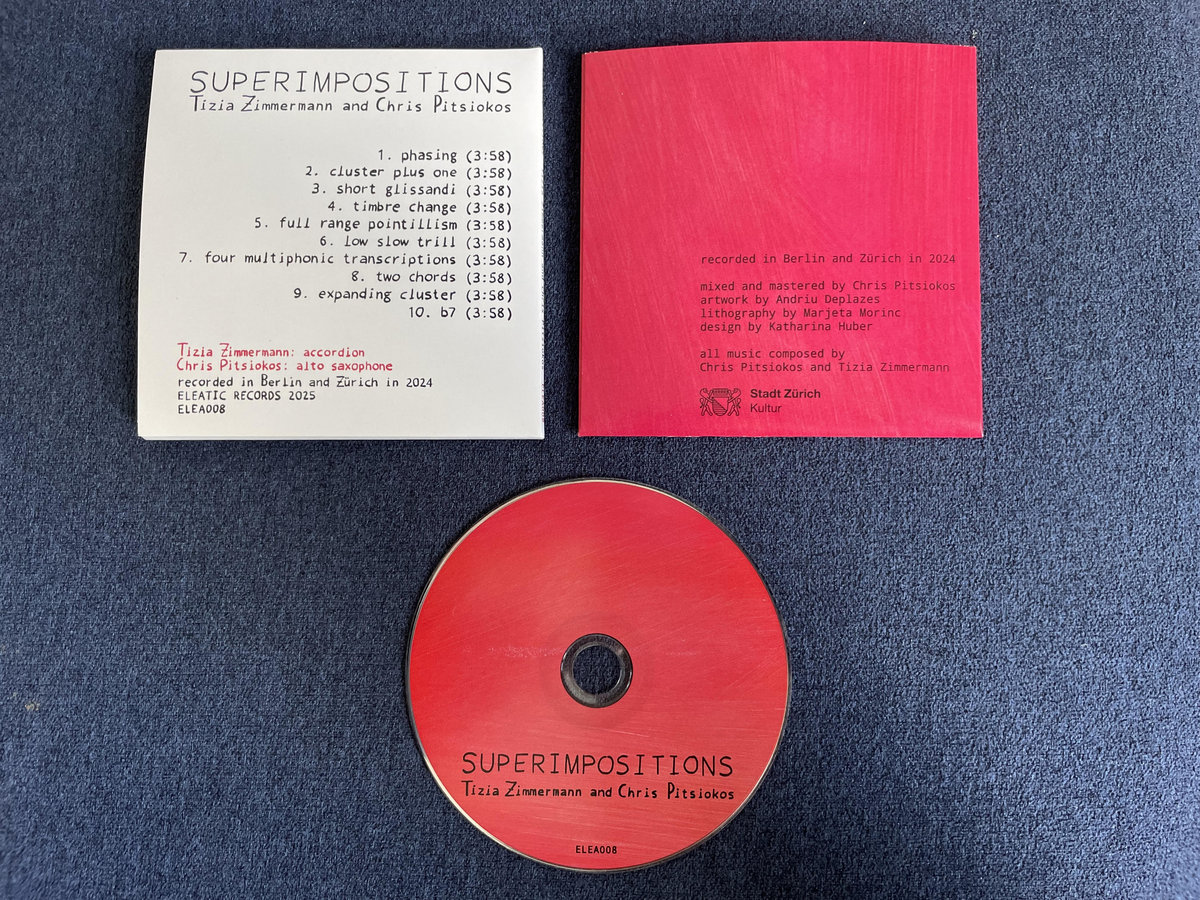 SUPERIMPOSITIONS
Tizia Zimmermann and Chris Pitsiokos
1. phasing (3:58)
2. cluster plus one (3:58)
3. short glissandi (3:58)
4. timbre change (3:58)
5. full range pointillism (3:58)
6. low slow trill (3:58)
7. four multiphonic transcriptions (3:58)
8. two chords (3:58)
9. expanding cluster (3:58)
10. b7 (3:58)
Tizia Zimmermann: accordion
Chris Pitsiokos: alto saxophone
recorded in Berlin and Zürich in 2024
ELEATIC RECORDS 2025
ELEA008
recorded in Berlin and Zürich in 2024
mixed and mastered by Chris Pitsiokos
artwork by Andriu Deplazes
lithography by Marjeta Morinc
design by Katharina Huber
all music composed by
Chris Pitsiokos and Tizia Zimmermann
Stadt Zürich
Kultur
SUPERIMPOSITIONS
Tizia Zimmermann and Chris Pitsiokos
ELEA008